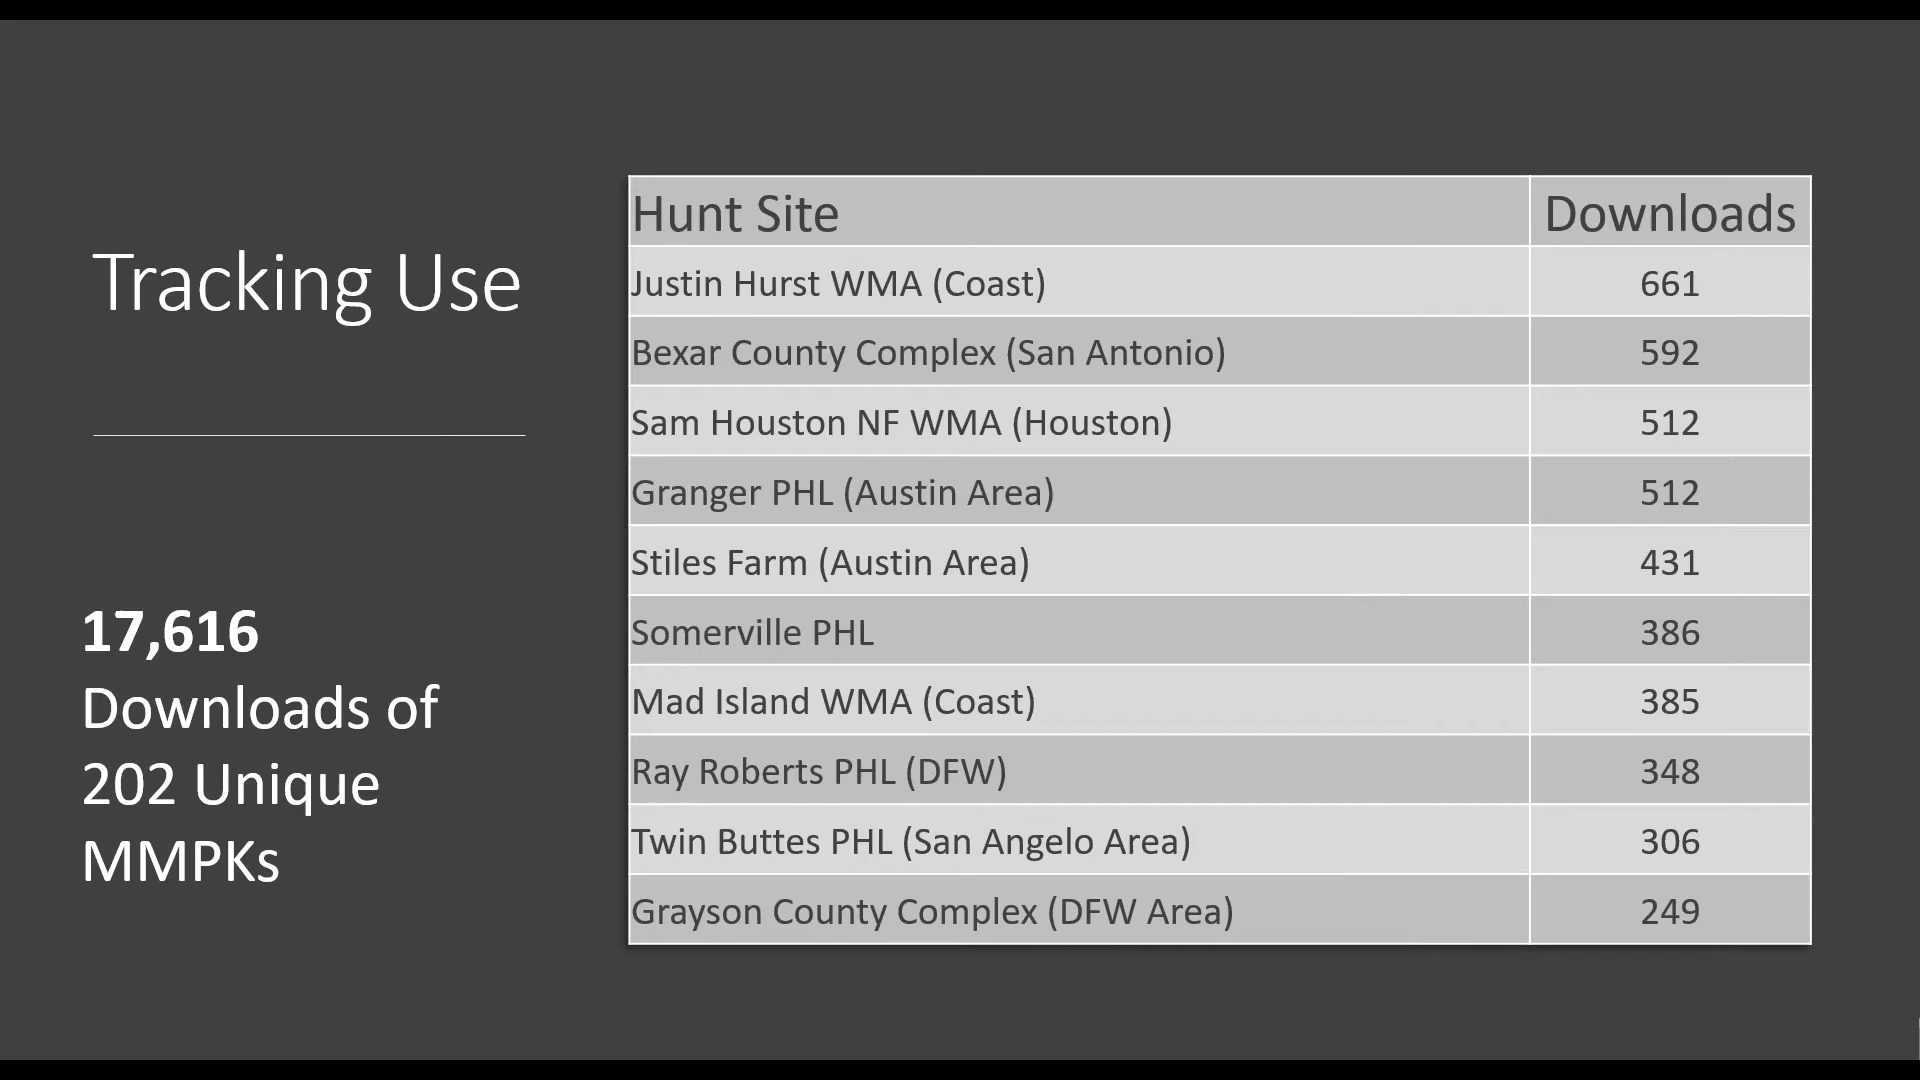 Tracking Use
17,616
Downloads of
202 Unique
MMPKs
Hunt Site Downloads
Justin Hurst WMA (Coast) 661
Bexar County Complex (San Antonio) 592
Sam Houston NF WMA (Houston) 512
Granger PHL (Austin Area) 512
Stiles Farm (Austin Area) 431
Somerville PHL 386
Mad Island WMA (Coast) 385
Ray Roberts PHL (DFW) 348
Twin Buttes PHL (San Angelo Area) 306
Grayson County Complex (DFW Area) 249